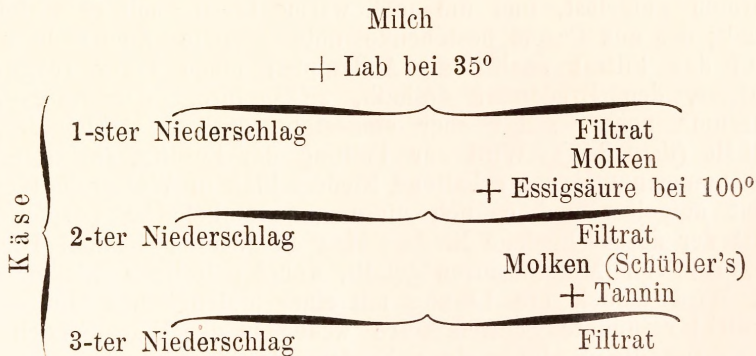 Milch
+ Lab bei 35°
1-ster Niederschlag Filtrat
Molken
+ Essigsäure bei 100°
2-ter Niederschlag Filtrat
Molken (Schübler's)
+ Tannin
3-ter Niederschlag Filtrat
Käse